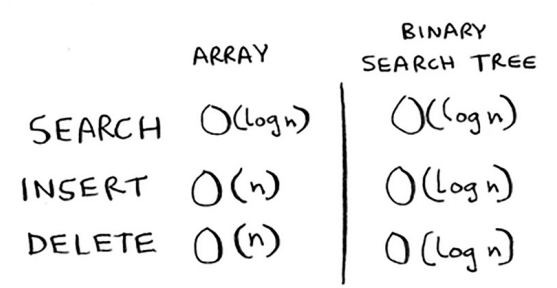 ARRAY
BINARY
SEARCH TREE
SEARCH O(log n) O(log n)
INSERT O(n) O(log n)
DELETE O(n) O(log n)